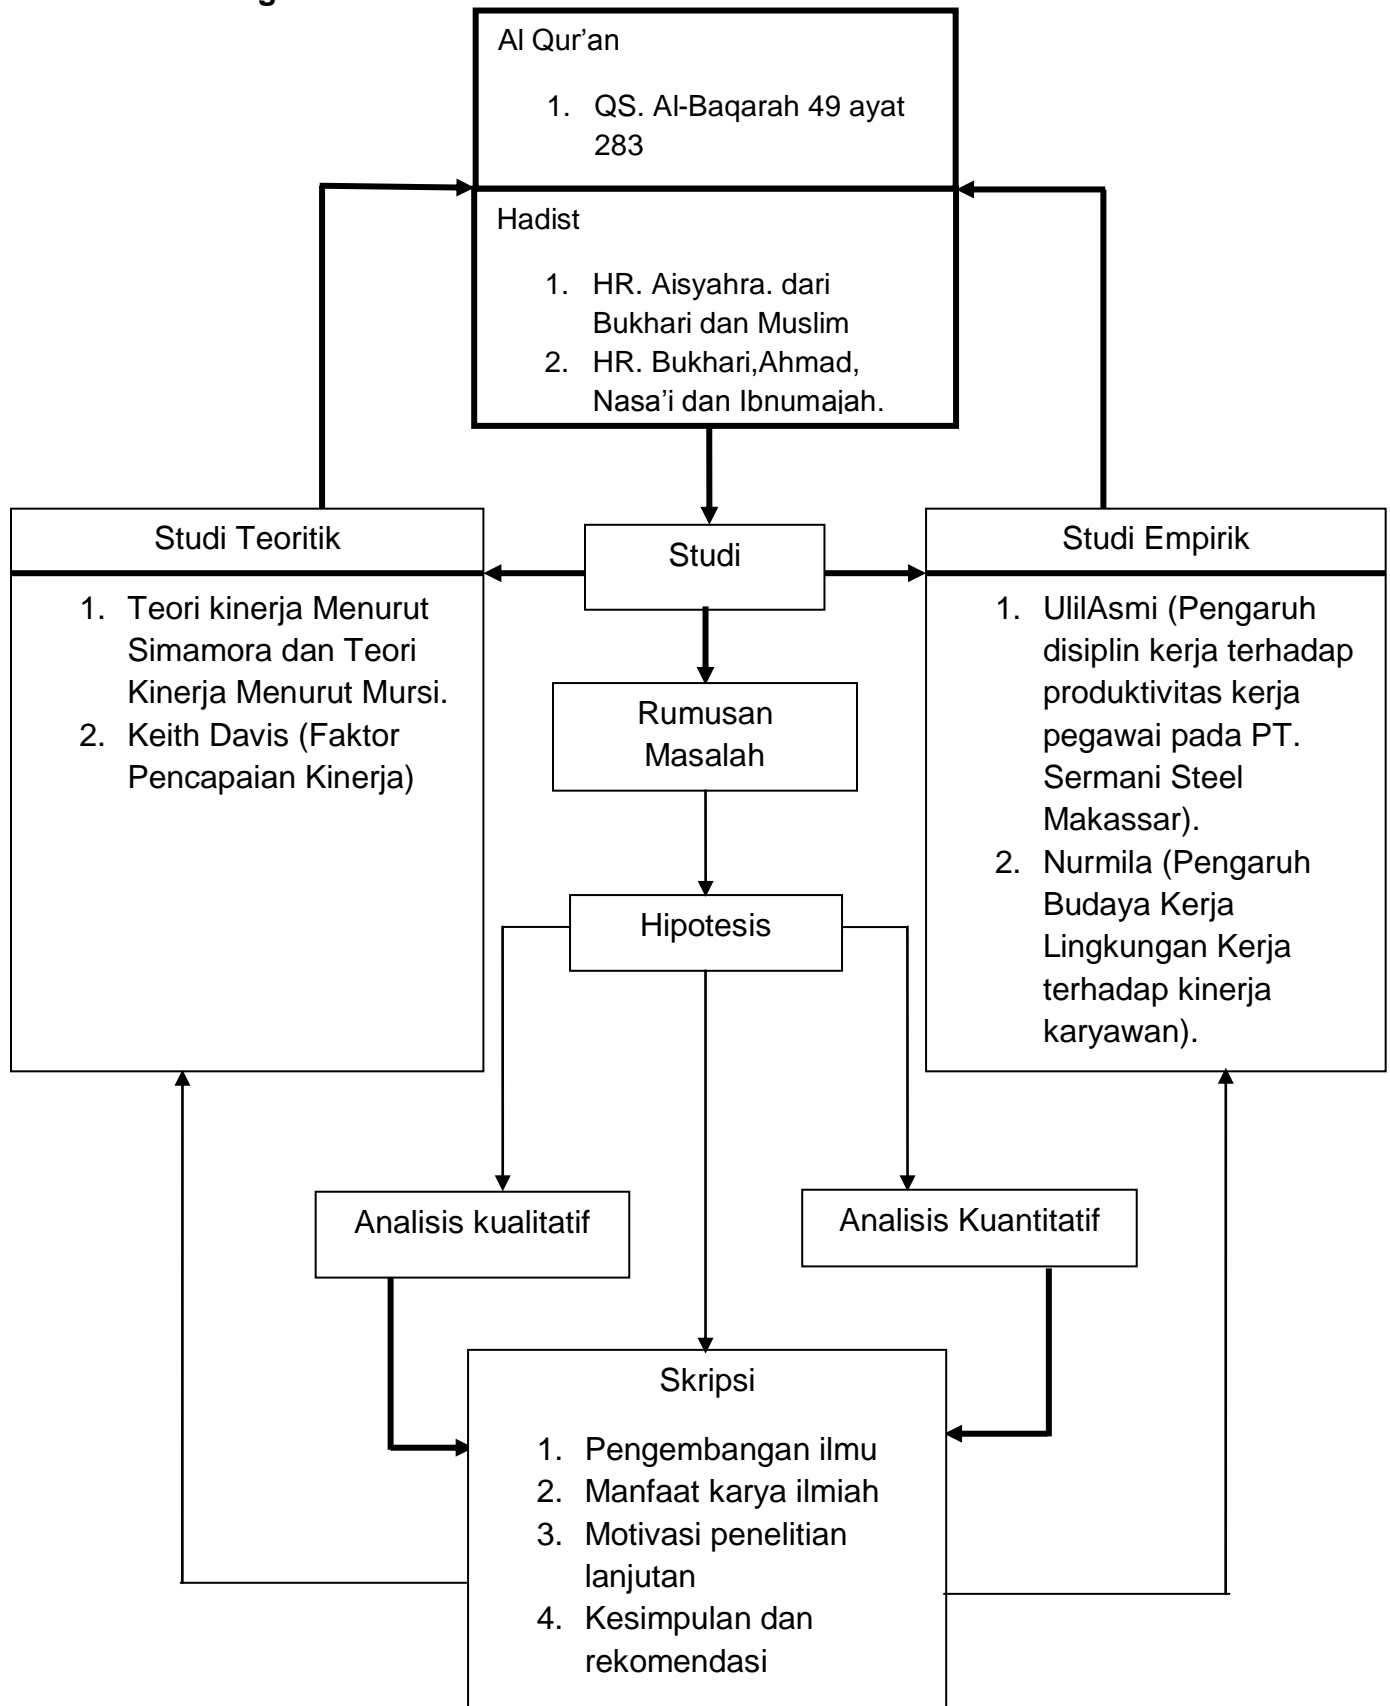 Al Qur’an
1. QS. Al-Baqarah 49 ayat
283
Hadist
1. HR. Aisyahra. dari
Bukhari dan Muslim
2. HR. Bukhari,Ahmad,
Nasa’i dan Ibnumajah.
Studi Teoritik
1. Teori kinerja Menurut
Simamora dan Teori
Kinerja Menurut Mursi.
2. Keith Davis (Faktor
Pencapaian Kinerja)
Studi
Studi Empirik
1. UlilAsmi (Pengaruh
disiplin kerja terhadap
produktivitas kerja
pegawai pada PT.
Sermani Steel
Makassar).
2. Nurmila (Pengaruh
Budaya Kerja
Lingkungan Kerja
terhadap kinerja
karyawan).
Rumusan
Masalah
Hipotesis
Analisis kualitatif
Analisis Kuantitatif
Skripsi
1. Pengembangan ilmu
2. Manfaat karya ilmiah
3. Motivasi penelitian
lanjutan
4. Kesimpulan dan
rekomendasi